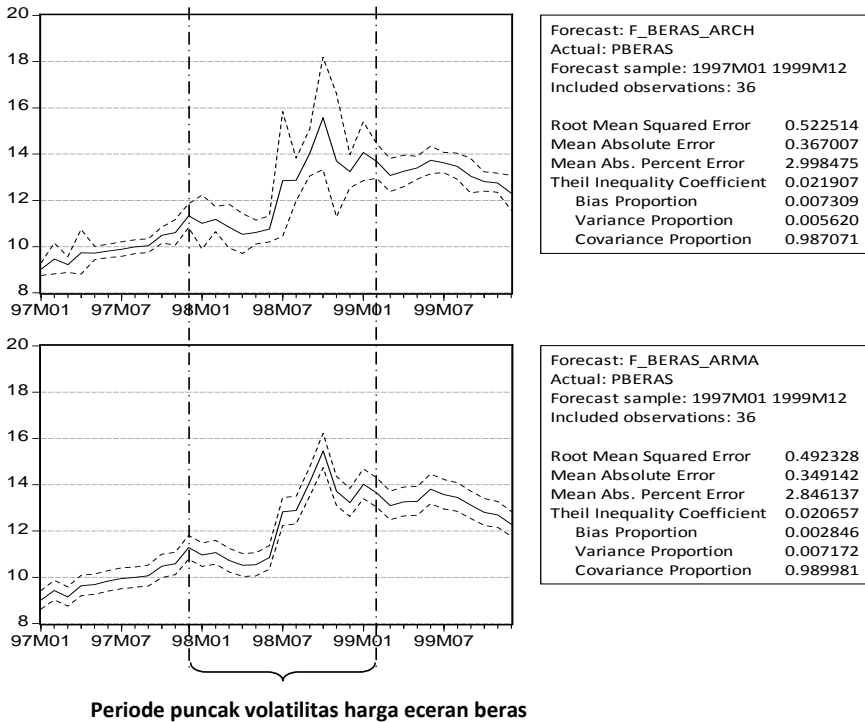 20
18
16
14
12
10
8
97M01 97M07 98M01 98M07 99M01 99M07
Forecast: F_BERAS_ARCH
Actual: PBERAS
Forecast sample: 1997M01 1999M12
Included observations: 36
Root Mean Squared Error 0.522514
Mean Absolute Error 0.367007
Mean Abs. Percent Error 2.998475
Theil Inequality Coefficient 0.021907
Bias Proportion 0.007309
Variance Proportion 0.005620
Covariance Proportion 0.987071
20
18
16
14
12
10
8
97M01 97M07 98M01 98M07 99M01 99M07
Forecast: F_BERAS_ARMA
Actual: PBERAS
Forecast sample: 1997M01 1999M12
Included observations: 36
Root Mean Squared Error 0.492328
Mean Absolute Error 0.349142
Mean Abs. Percent Error 2.846137
Theil Inequality Coefficient 0.020657
Bias Proportion 0.002846
Variance Proportion 0.007172
Covariance Proportion 0.989981
Periode puncak volatilitas harga eceran beras